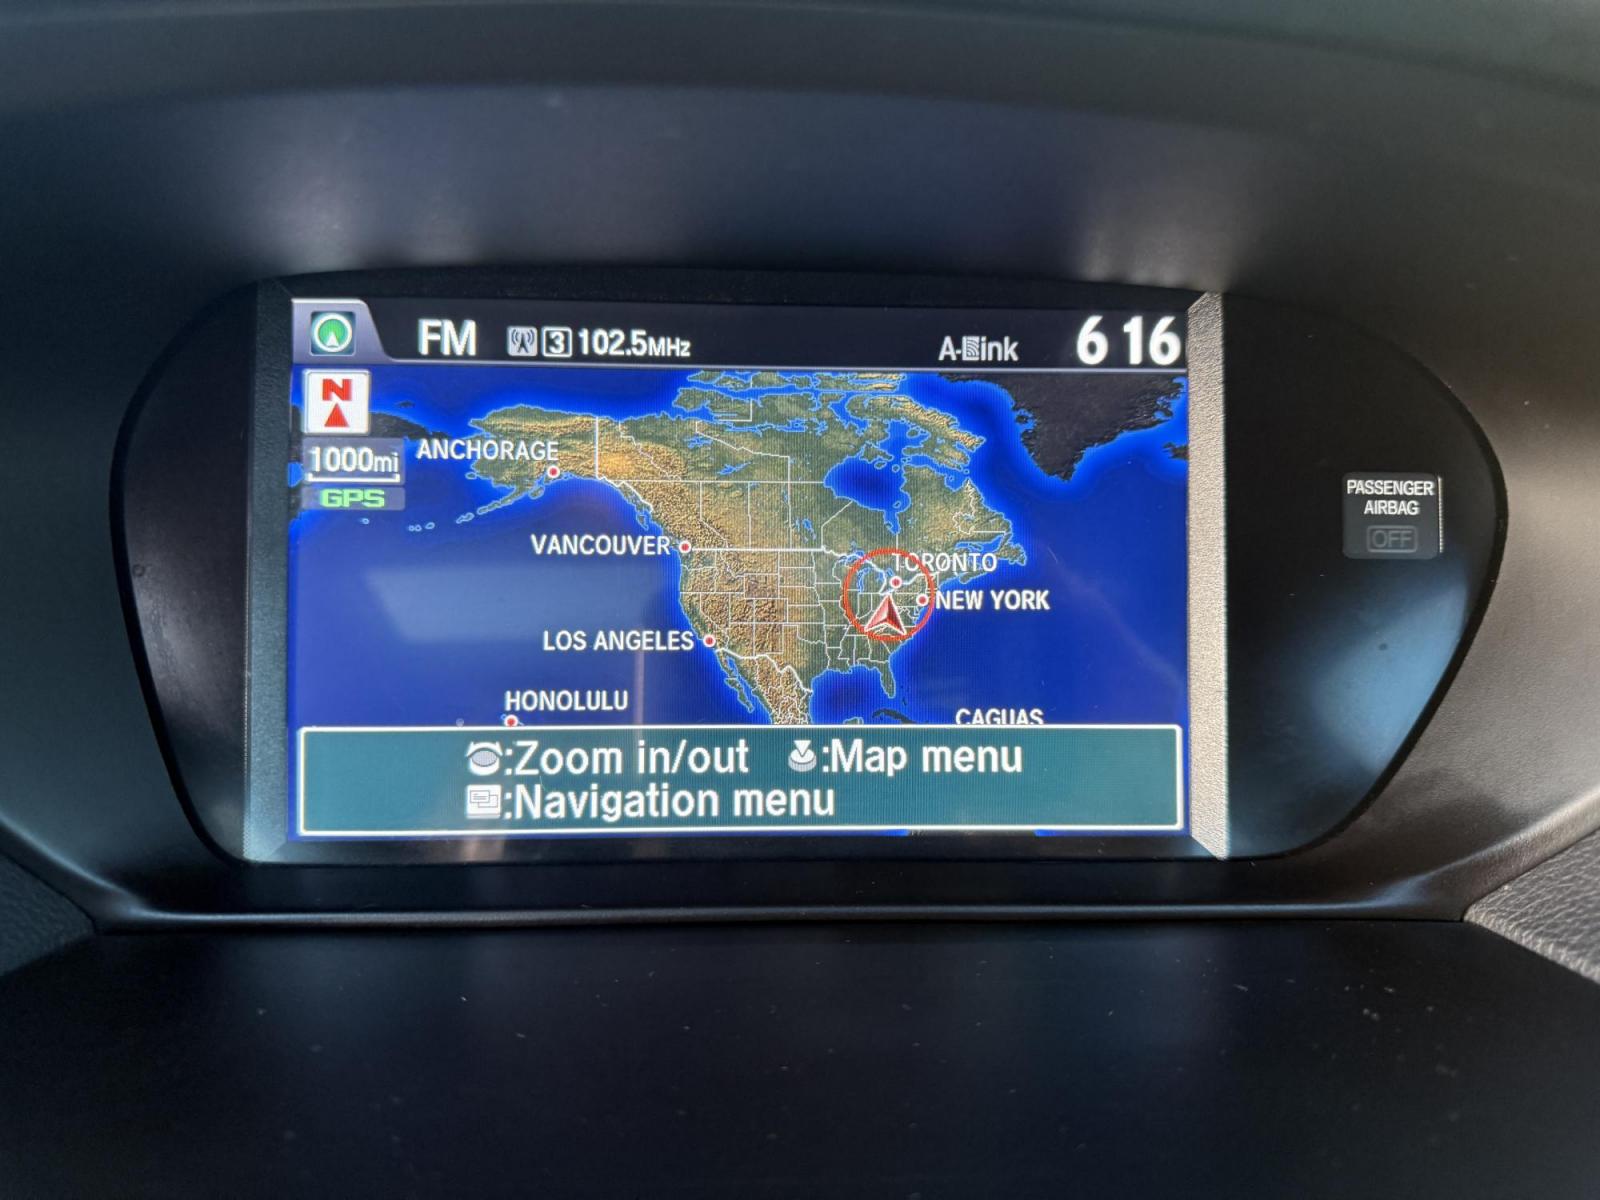 FM 3 102.5MHz A-Link 6 16
N
1000mi
GPS
ANCHORAGE
VANCOUVER
TORONTO
NEW YORK
LOS ANGELES
HONOLULU
CAGUAS
:Zoom in/out :Map menu
:Navigation menu
PASSENGER
AIRBAG
OFF